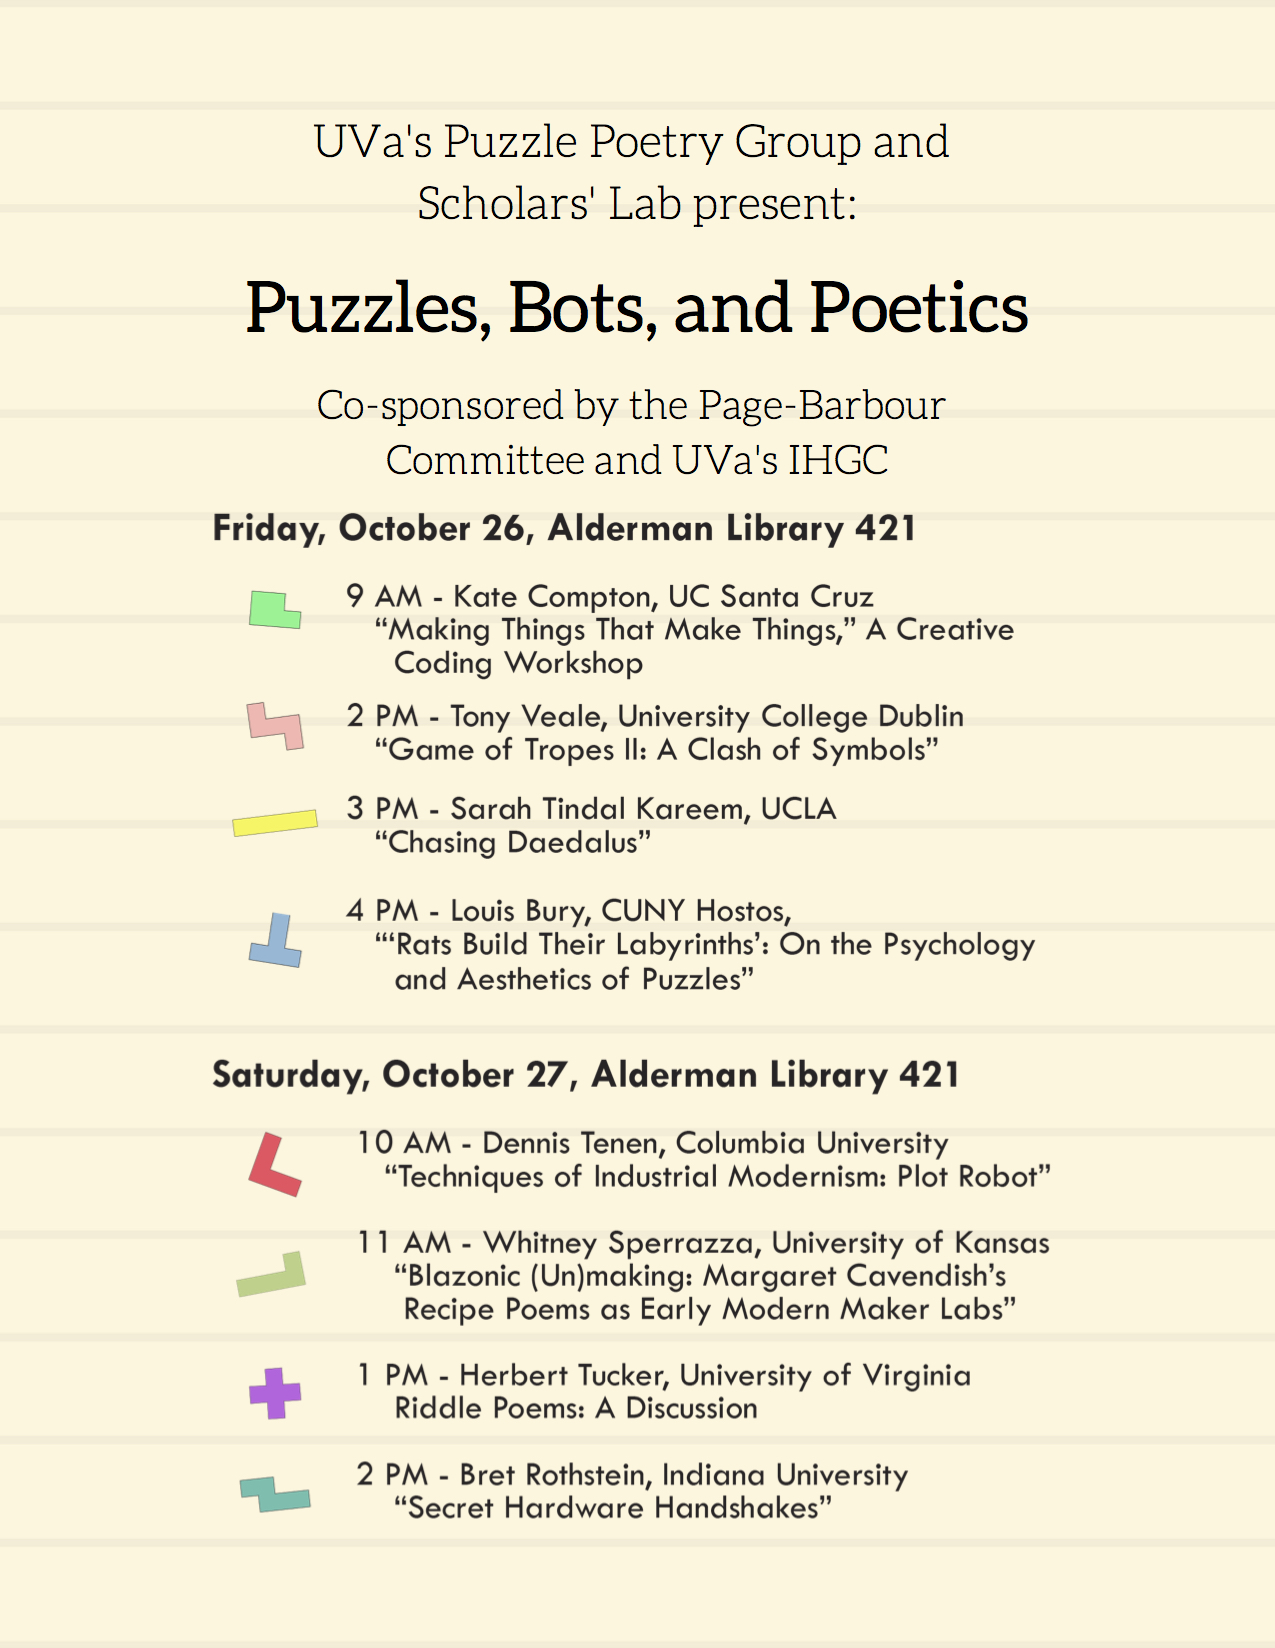 UVa's Puzzle Poetry Group and
Scholars' Lab present:
Puzzles, Bots, and Poetics
Co-sponsored by the Page-Barbour
Committee and UVa's IHGC
Friday, October 26, Alderman Library 421
9 AM - Kate Compton, UC Santa Cruz
“Making Things That Make Things,” A Creative
Coding Workshop
2 PM - Tony Veale, University College Dublin
“Game of Tropes II: A Clash of Symbols”
3 PM - Sarah Tindal Kareem, UCLA
“Chasing Daedalus”
4 PM - Louis Bury, CUNY Hostos,
“‘Rats Build Their Labyrinths’: On the Psychology
and Aesthetics of Puzzles”
Saturday, October 27, Alderman Library 421
10 AM - Dennis Tenen, Columbia University
“Techniques of Industrial Modernism: Plot Robot”
11 AM - Whitney Sperrazza, University of Kansas
“Blazonic (Un)making: Margaret Cavendish’s
Recipe Poems as Early Modern Maker Labs”
1 PM - Herbert Tucker, University of Virginia
Riddle Poems: A Discussion
2 PM - Bret Rothstein, Indiana University
“Secret Hardware Handshakes”